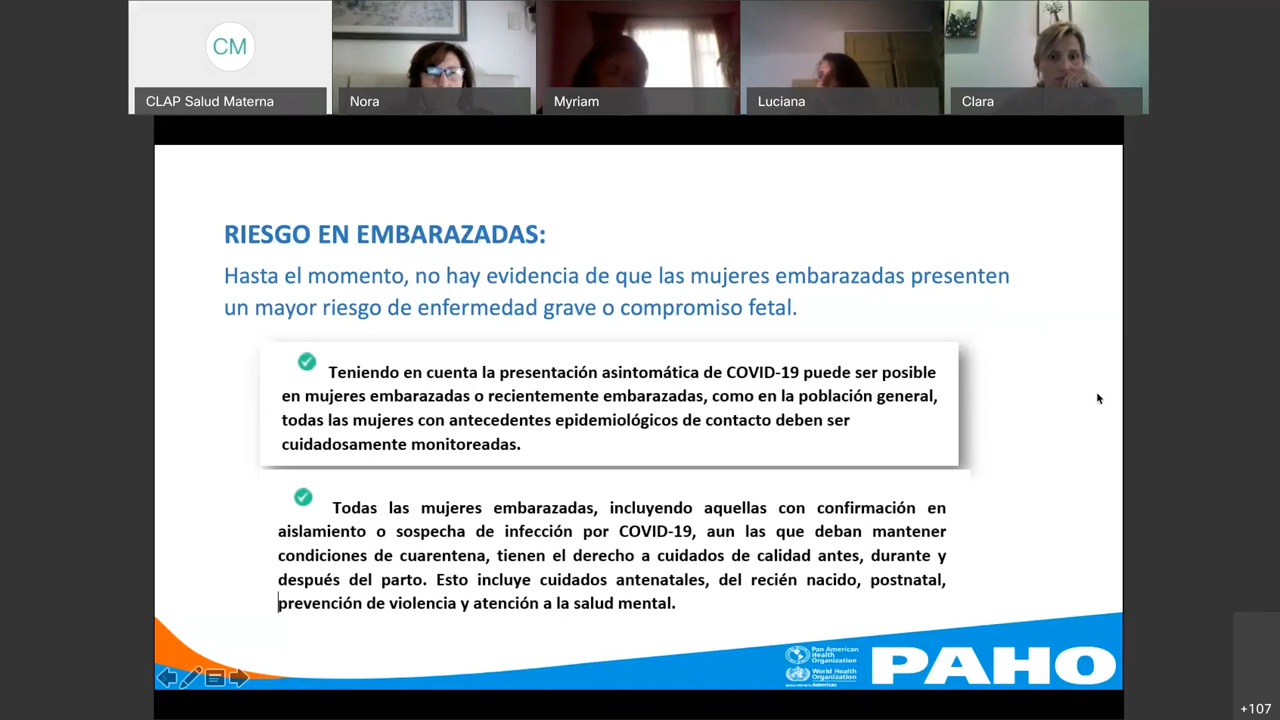 CM
CLAP Salud Materna
Nora
Myriam
Luciana
Clara
RIESGO EN EMBARAZADAS:
Hasta el momento, no hay evidencia de que las mujeres embarazadas presenten
un mayor riesgo de enfermedad grave o compromiso fetal.
Teniendo en cuenta la presentación asintomática de COVID-19 puede ser posible
en mujeres embarazadas o recientemente embarazadas, como en la población general,
todas las mujeres con antecedentes epidemiológicos de contacto deben ser
cuidadosamente monitoreadas.
Todas las mujeres embarazadas, incluyendo aquellas con confirmación en
aislamiento o sospecha de infección por COVID-19, aun las que deban mantener
condiciones de cuarentena, tienen el derecho a cuidados de calidad antes, durante y
después del parto. Esto incluye cuidados antenatales, del recién nacido, postnatal,
prevención de violencia y atención a la salud mental.
Pan American
Health
Organization
World Health
Organization
Americas
PAHO
+107